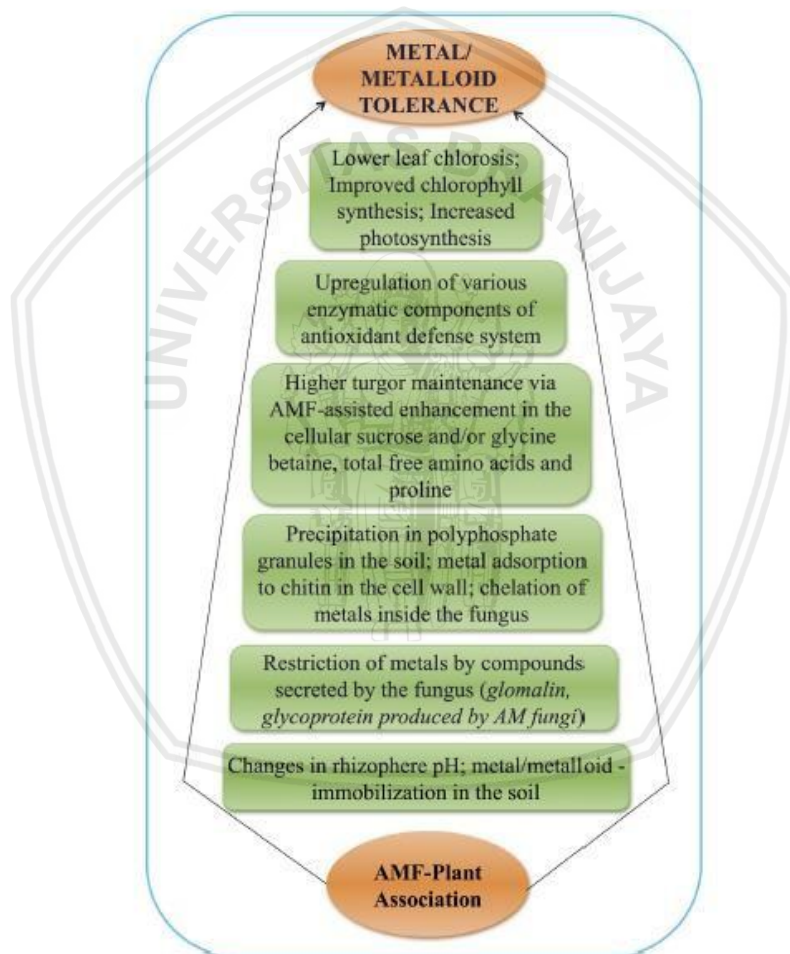 METAL/
METALLOID
TOLERANCE
Lower leaf chlorosis;
Improved chlorophyll
synthesis; Increased
photosynthesis
Upregulation of various
enzymatic components of
antioxidant defense system
Higher turgor maintenance via
AMF-assisted enhancement in the
cellular sucrose and/or glycine
betaine, total free amino acids and
proline
Precipitation in polyphosphate
granules in the soil; metal adsorption
to chitin in the cell wall; chelation of
metals inside the fungus
Restriction of metals by compounds
secreted by the fungus (glomalin,
glycoprotein produced by AM fungi)
Changes in rhizophere pH; metal/metalloid -
immobilization in the soil
AMF-Plant
Association
UNIVERSITAS BRAWIJAYA